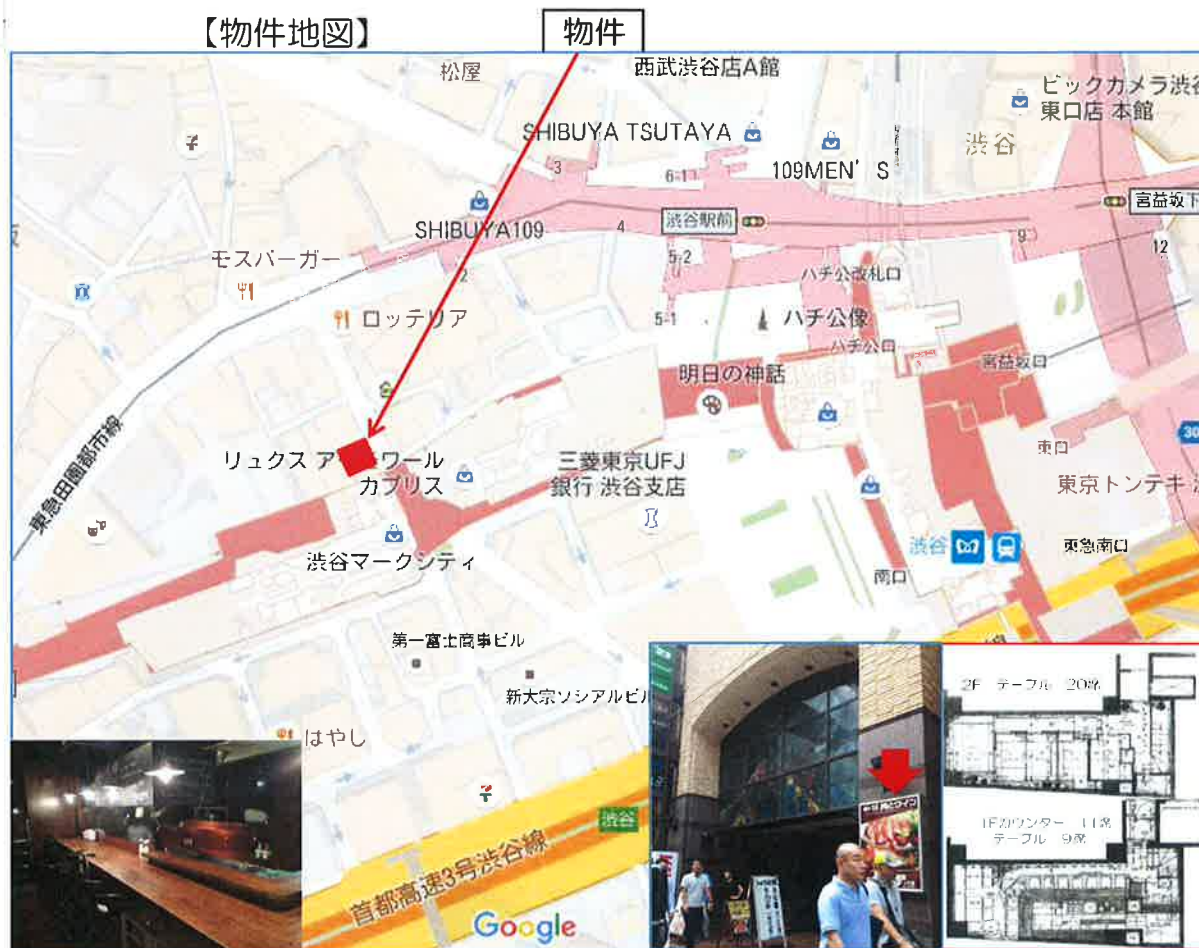 【物件地図】
物件
松屋
西武渋谷店A館
ビックカメラ渋谷
東口店 本館
SHIBUYA TSUTAYA
渋谷
109MEN'S
3
6-1
SHIBUYA109
4
渋谷駅前
宮益坂下
モスバーガー
2
5-2
9
12
ハチ公改札口
ロッテリア
5-1
ハチ公像
ハチ公口
明日の神話
宮益坂口
東急田園都市線
リュクス ア
ワール
カプリス
三菱東京UFJ
銀行 渋谷支店
東口
30
東京トンテキ
渋谷マークシティ
渋谷
東急南口
南口
第一富士商事ビル
新大宗ソシアルビル
はやし
渋谷
首都高速3号渋谷線
Google
2F テーブル 20席
1Fカウンター 11席
テーブル 9席